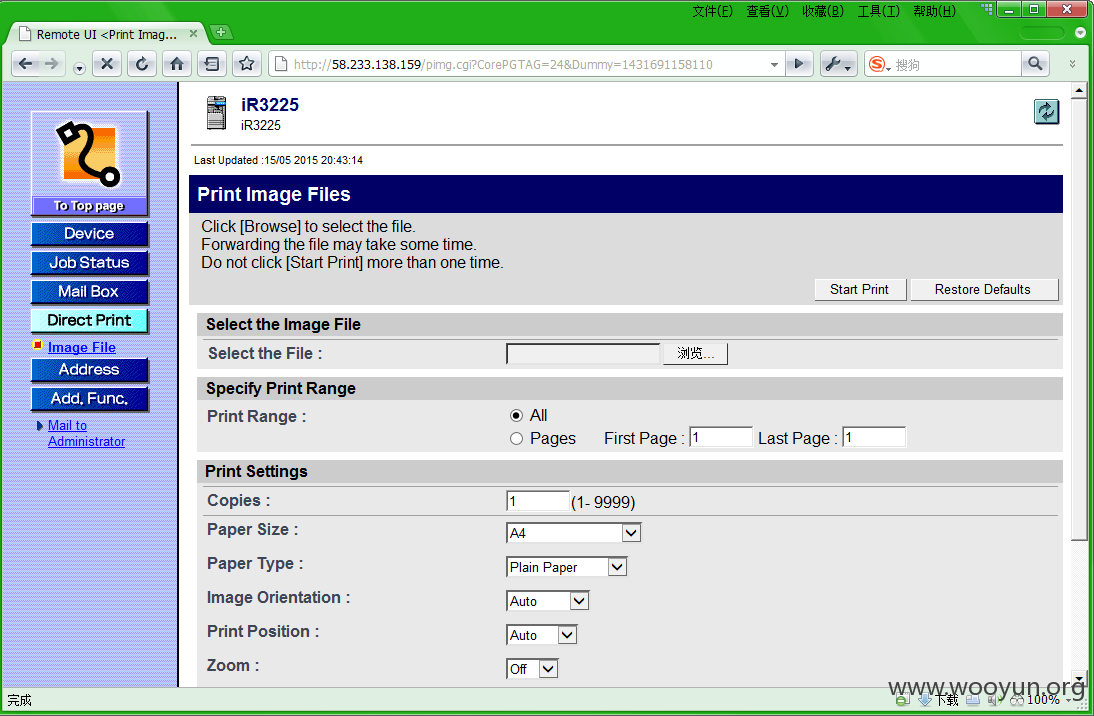 文件(F) 查看(V) 收藏(B) 工具(T) 帮助(H)
Remote UI <Print Imag...
http://58.233.138.159/pimg.cgi?CorePGTAG=24&Dummy=1431691158110
搜狗
iR3225
iR3225
To Top page
Last Updated :15/05 2015 20:43:14
Print Image Files
Click [Browse] to select the file.
Forwarding the file may take some time.
Do not click [Start Print] more than one time.
Start Print Restore Defaults
Device
Job Status
Mail Box
Direct Print
Image File
Address
Add. Func.
Mail to
Administrator
Select the Image File
Select the File : 浏览...
Specify Print Range
Print Range : All
Pages First Page : 1 Last Page : 1
Print Settings
Copies : 1 (1- 9999)
Paper Size : A4
Paper Type : Plain Paper
Image Orientation : Auto
Print Position : Auto
Zoom : Off
www.wooyun.org
完成 下载 100%